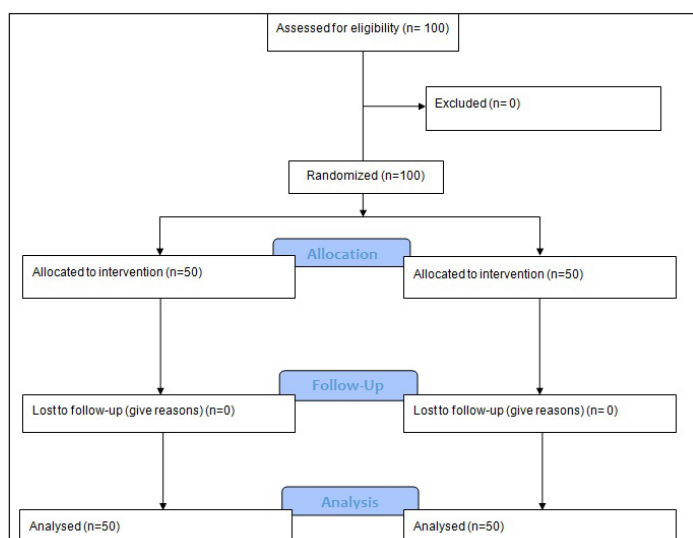 Assessed for eligibility (n= 100)
Excluded (n= 0)
Randomized (n=100)
Allocation
Allocated to intervention (n=50)
Allocated to intervention (n=50)
Follow-Up
Lost to follow-up (give reasons) (n=0)
Lost to follow-up (give reasons) (n= 0)
Analysis
Analysed (n=50)
Analysed (n=50)